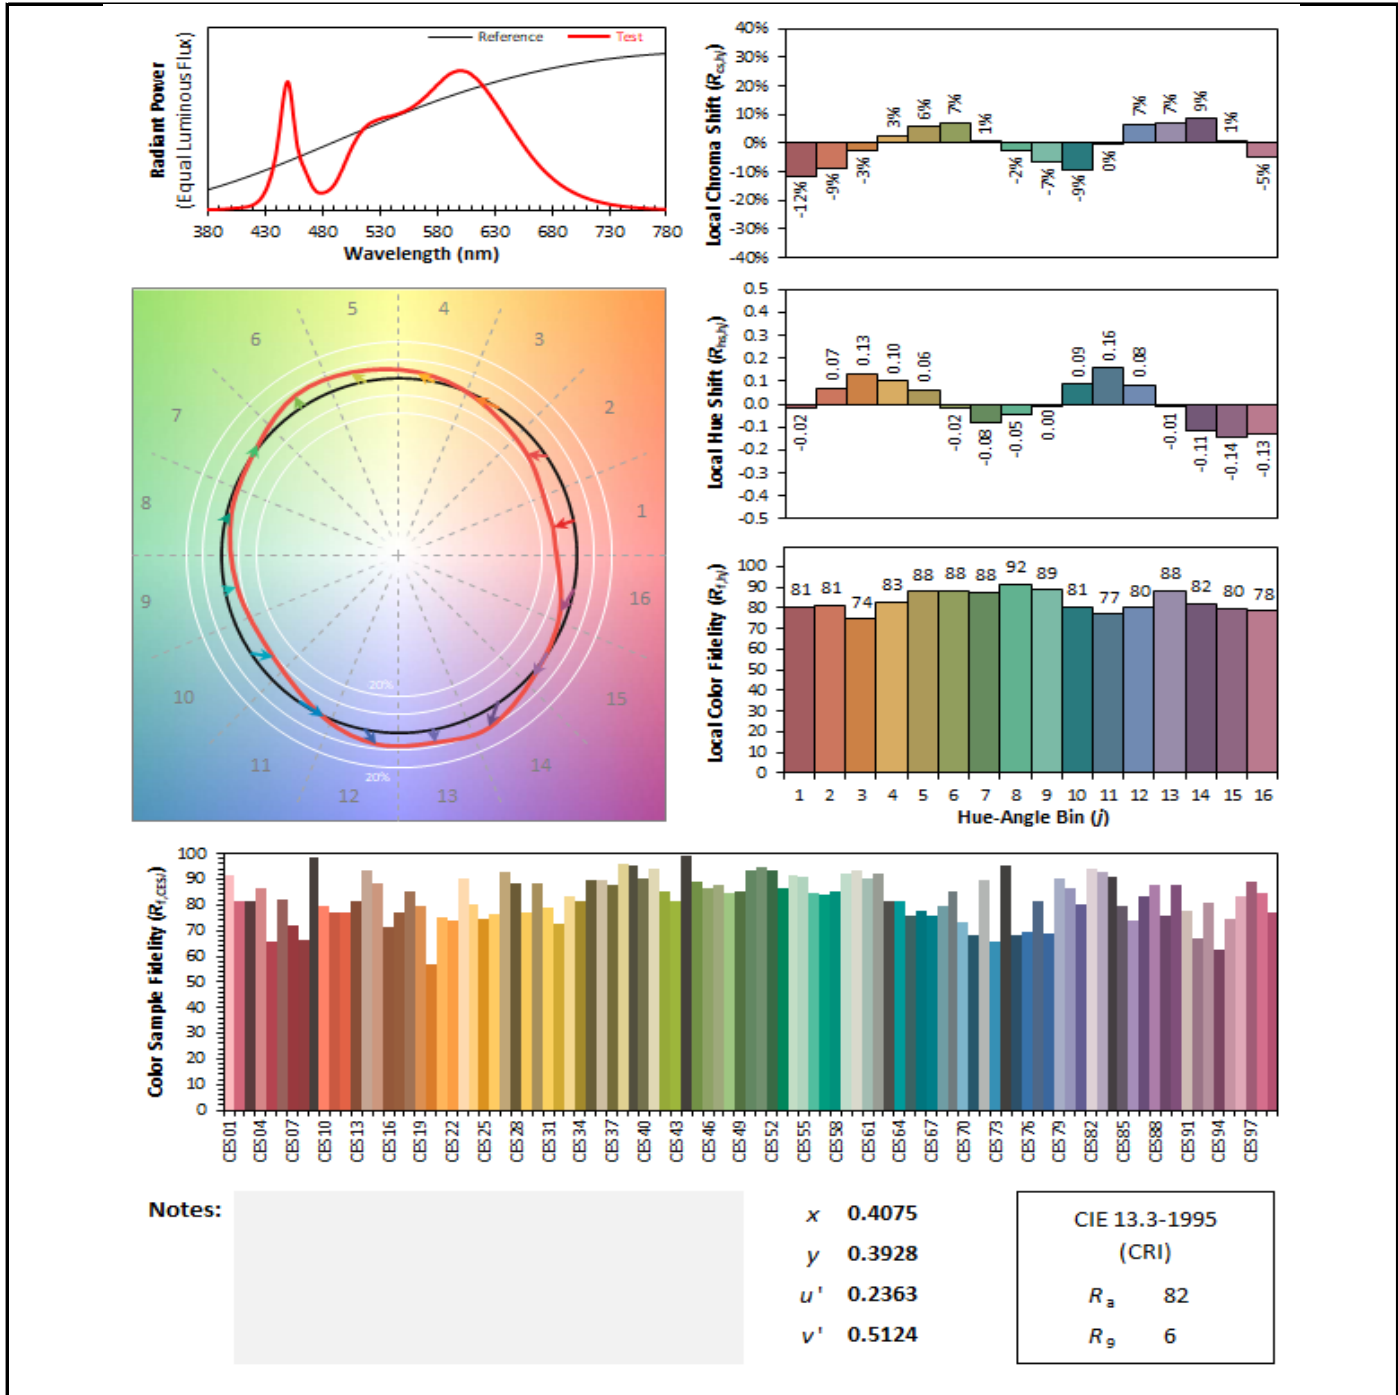 Radiant Power
(Equal Luminous Flux)
Reference
Test
380 430 480 530 580 630 680 730 780
Wavelength (nm)
Local Chroma Shift (Rcs,hj)
40%
30%
20%
10%
0%
-10%
-20%
-30%
-40%
-12% -9% -3% 3% 6% 7% 1% -2% -7% -9% 0% 7% 7% 9% 1% -5%
5 4
6 3
7 2
8 1
9 16
10 15
11 14
12 13
20%
20%
Local Hue Shift (Rhs,hj)
0.5
0.4
0.3
0.2
0.1
0.0
-0.1
-0.2
-0.3
-0.4
-0.5
-0.02 0.07 0.13 0.10 0.06 -0.02 -0.08 -0.05 0.00 0.09 0.16 0.08 -0.01 -0.11 -0.14 -0.13
Local Color Fidelity (Rf,hj)
100
90
80
70
60
50
40
30
20
10
0
81 81 74 83 88 88 88 92 89 81 77 80 88 82 80 78
1 2 3 4 5 6 7 8 9 10 11 12 13 14 15 16
Hue-Angle Bin (j)
Color Sample Fidelity (Rf,CESi)
100
90
80
70
60
50
40
30
20
10
0
CES01 CES04 CES07 CES10 CES13 CES16 CES19 CES22 CES25 CES28 CES31 CES34 CES37 CES40 CES43 CES46 CES49 CES52 CES55 CES58 CES61 CES64 CES67 CES70 CES73 CES76 CES79 CES82 CES85 CES88 CES91 CES94 CES97
Notes:
x 0.4075
y 0.3928
u' 0.2363
v' 0.5124
CIE 13.3-1995
(CRI)
Ra 82
R9 6